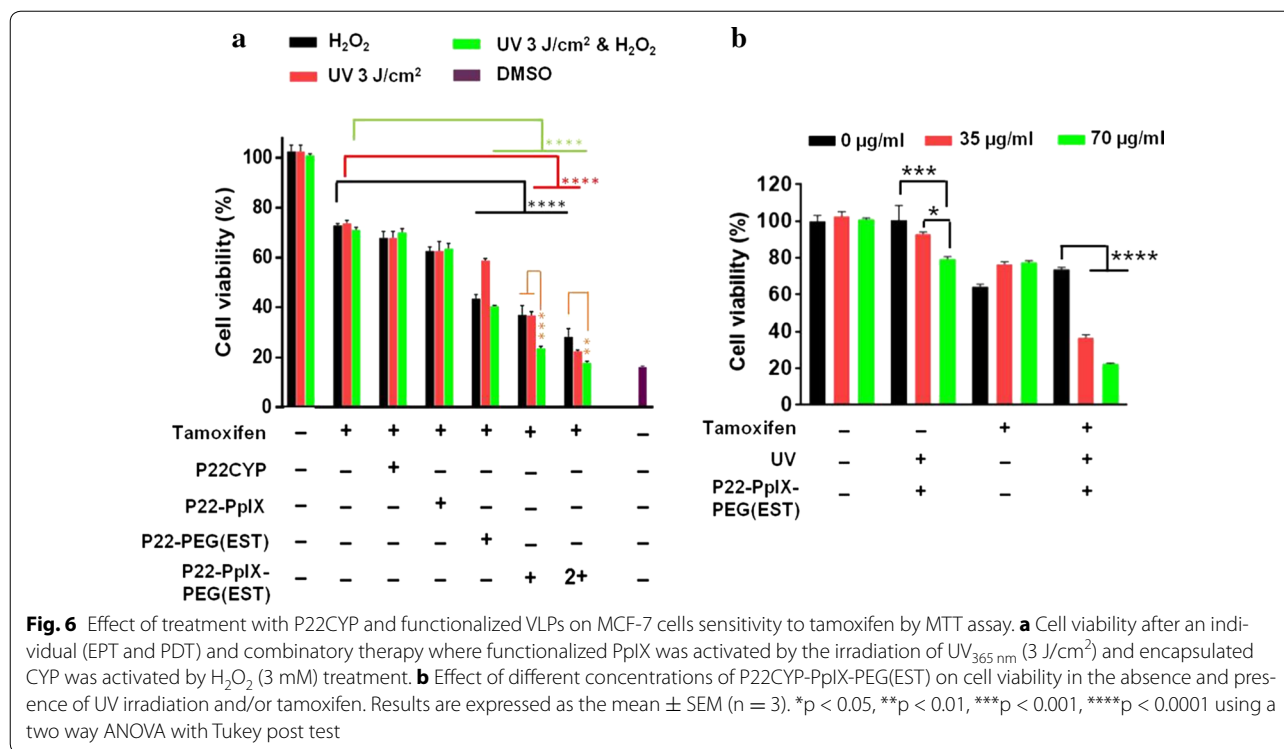 a
H₂O₂
UV 3 J/cm² & H₂O₂
UV 3 J/cm²
DMSO
****
****
****
***
**
Cell viability (%)
100
80
60
40
20
0
Tamoxifen – + + + + + + –
P22CYP – – + – – – – –
P22-PpIX – – – + – – – –
P22-PEG(EST) – – – – + – – –
P22-PpIX-
PEG(EST) – – – – – + 2+ –
b
0 µg/ml 35 µg/ml 70 µg/ml
***
*
****
Cell viability (%)
120
100
80
60
40
20
0
Tamoxifen – – + +
UV – + – +
P22-PpIX-
PEG(EST) – + – +
Fig. 6 Effect of treatment with P22CYP and functionalized VLPs on MCF-7 cells sensitivity to tamoxifen by MTT assay. a Cell viability after an indi-
vidual (EPT and PDT) and combinatory therapy where functionalized PpIX was activated by the irradiation of UV₃₆₅ ₙₘ (3 J/cm²) and encapsulated
CYP was activated by H₂O₂ (3 mM) treatment. b Effect of different concentrations of P22CYP-PpIX-PEG(EST) on cell viability in the absence and pres-
ence of UV irradiation and/or tamoxifen. Results are expressed as the mean ± SEM (n = 3). *p < 0.05, **p < 0.01, ***p < 0.001, ****p < 0.0001 using a
two way ANOVA with Tukey post test